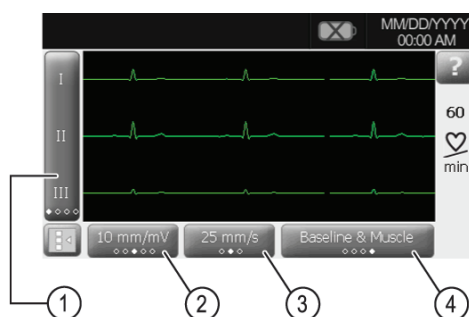 MM/DD/YYYY
00:00 AM
?
I
II
III
60
min
10 mm/mV
25 mm/s
Baseline & Muscle
1
2
3
4